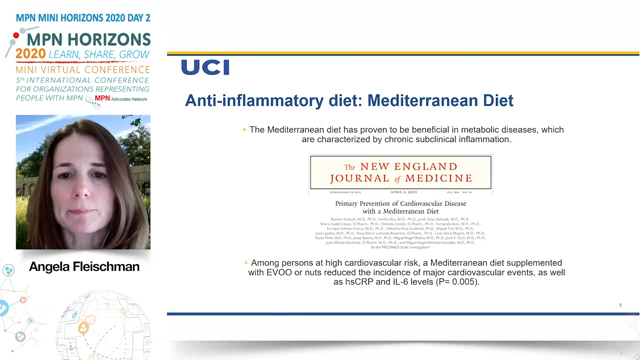 MPN MINI HORIZONS 2020 DAY 2
MPN HORIZONS
2020 LEARN, SHARE, GROW
MINI VIRTUAL CONFERENCE
5th INTERNATIONAL CONFERENCE
FOR ORGANIZATIONS REPRESENTING
PEOPLE WITH MPN MPN Advocates Network
Angela Fleischman
UCI
Anti-inflammatory diet: Mediterranean Diet
• The Mediterranean diet has proven to be beneficial in metabolic diseases, which
are characterized by chronic subclinical inflammation.
The NEW ENGLAND
JOURNAL of MEDICINE
Primary Prevention of Cardiovascular Disease
with a Mediterranean Diet
• Among persons at high cardiovascular risk, a Mediterranean diet supplemented
with EVOO or nuts reduced the incidence of major cardiovascular events, as well
as hsCRP and IL-6 levels (P= 0.005).